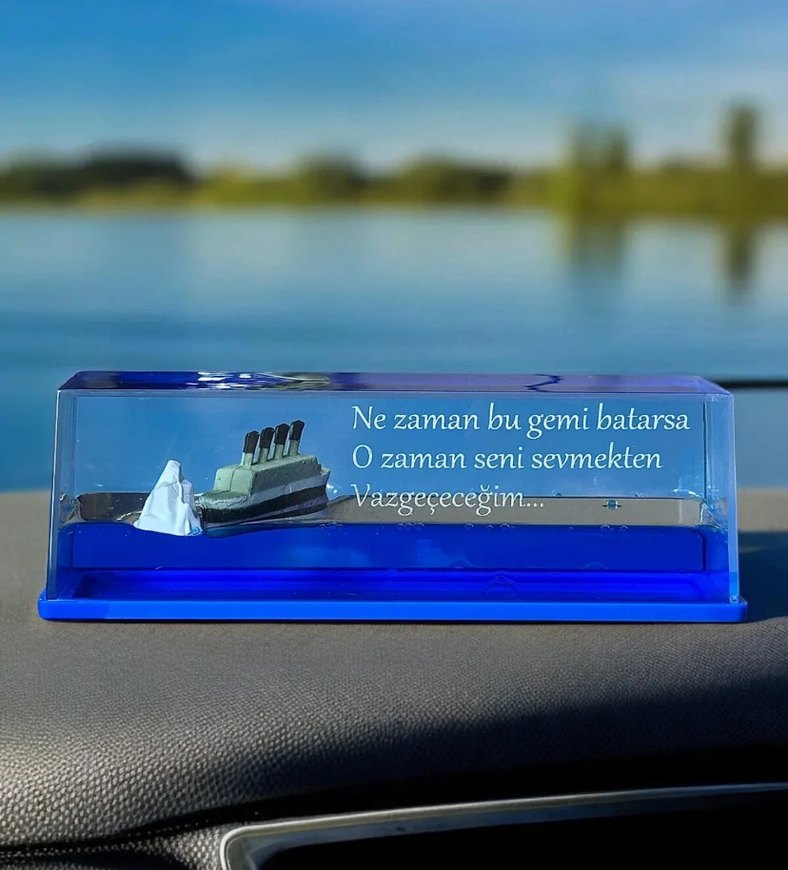 Ne zaman bu gemi batarsa
O zaman seni sevmekten
Vazgeçeceğim...